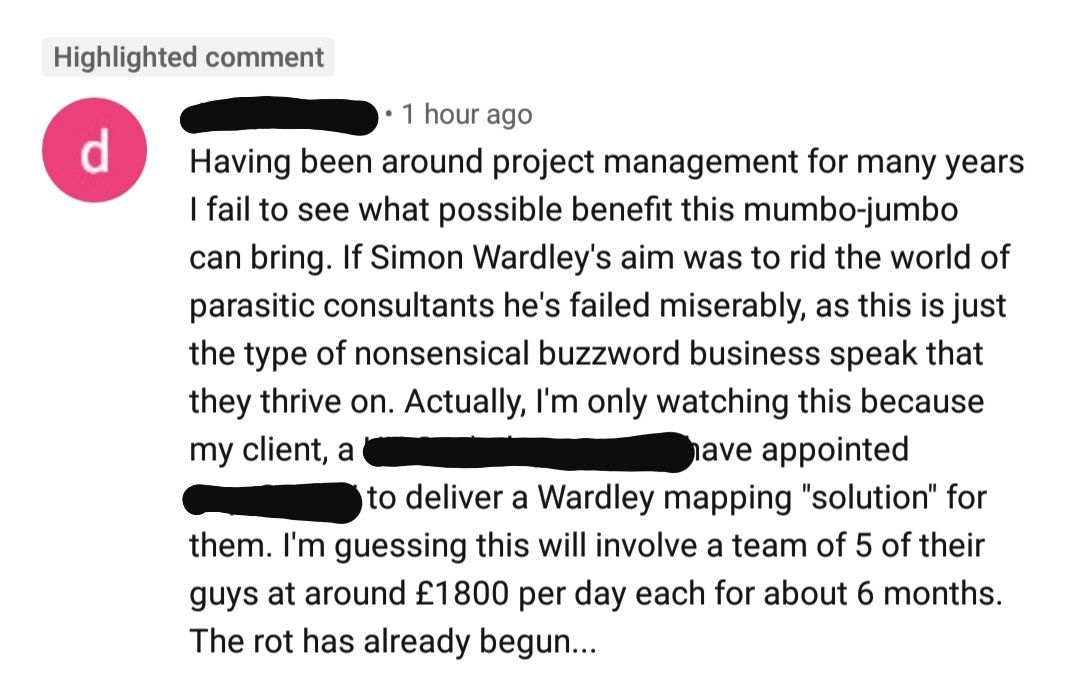 Highlighted comment
d
• 1 hour ago
Having been around project management for many years
I fail to see what possible benefit this mumbo-jumbo
can bring. If Simon Wardley's aim was to rid the world of
parasitic consultants he's failed miserably, as this is just
the type of nonsensical buzzword business speak that
they thrive on. Actually, I'm only watching this because
my client, a have appointed
to deliver a Wardley mapping "solution" for
them. I'm guessing this will involve a team of 5 of their
guys at around £1800 per day each for about 6 months.
The rot has already begun...